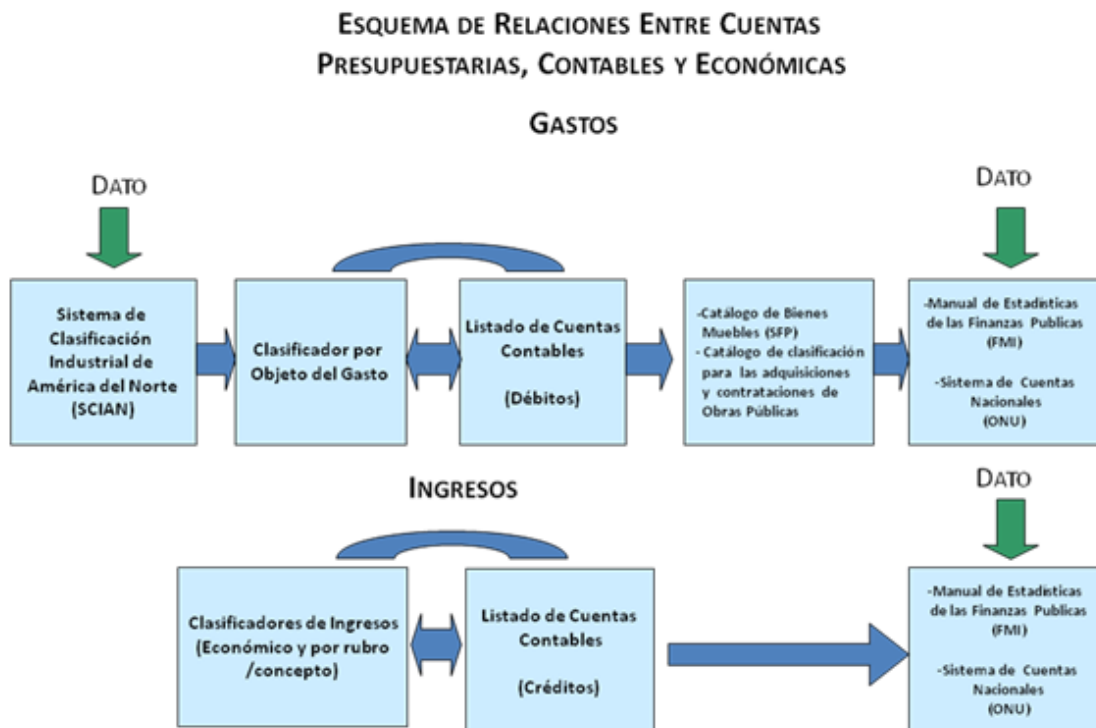 ESQUEMA DE RELACIONES ENTRE CUENTAS
PRESUPUESTARIAS, CONTABLES Y ECONÓMICAS
GASTOS
DATO
DATO
Sistema de
Clasificación
Industrial de
América del Norte
(SCIAN)
Clasificador por
Objeto del Gasto
Listado de Cuentas
Contables
(Débitos)
-Catálogo de Bienes
Muebles (SFP)
- Catálogo de clasificación
para las adquisiciones
y contrataciones de
Obras Públicas
-Manual de Estadísticas
de las Finanzas Publicas
(FMI)
-Sistema de Cuentas
Nacionales
(ONU)
INGRESOS
DATO
Clasificadores de Ingresos
(Económico y por rubro
/concepto)
Listado de Cuentas
Contables
(Créditos)
-Manual de Estadísticas
de las Finanzas Publica
(FMI)
-Sistema de Cuentas
Nacionales
(ONU)